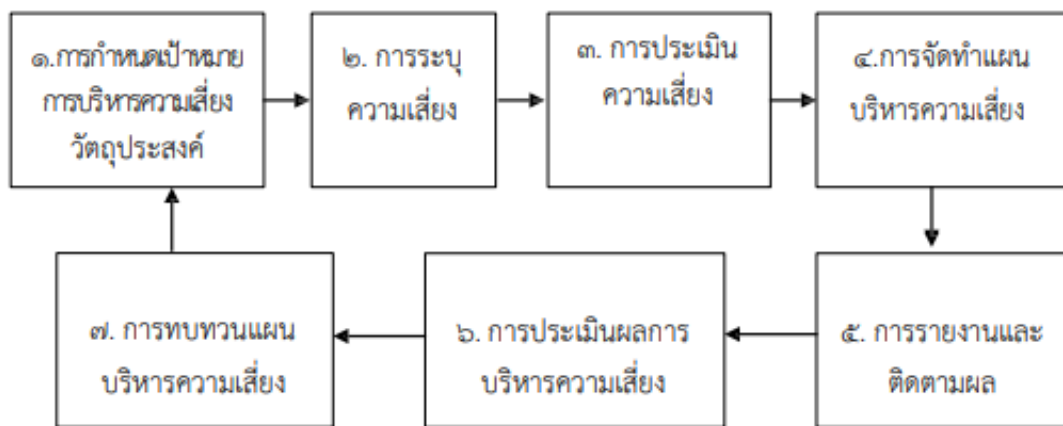 ๑.การกำหนดเป้าหมาย
การบริหารความเสี่ยง
วัตถุประสงค์
๒. การระบุ
ความเสี่ยง
๓. การประเมิน
ความเสี่ยง
๔.การจัดทำแผน
บริหารความเสี่ยง
๕. การรายงานและ
ติดตามผล
๖. การประเมินผลการ
บริหารความเสี่ยง
๗. การทบทวนแผน
บริหารความเสี่ยง